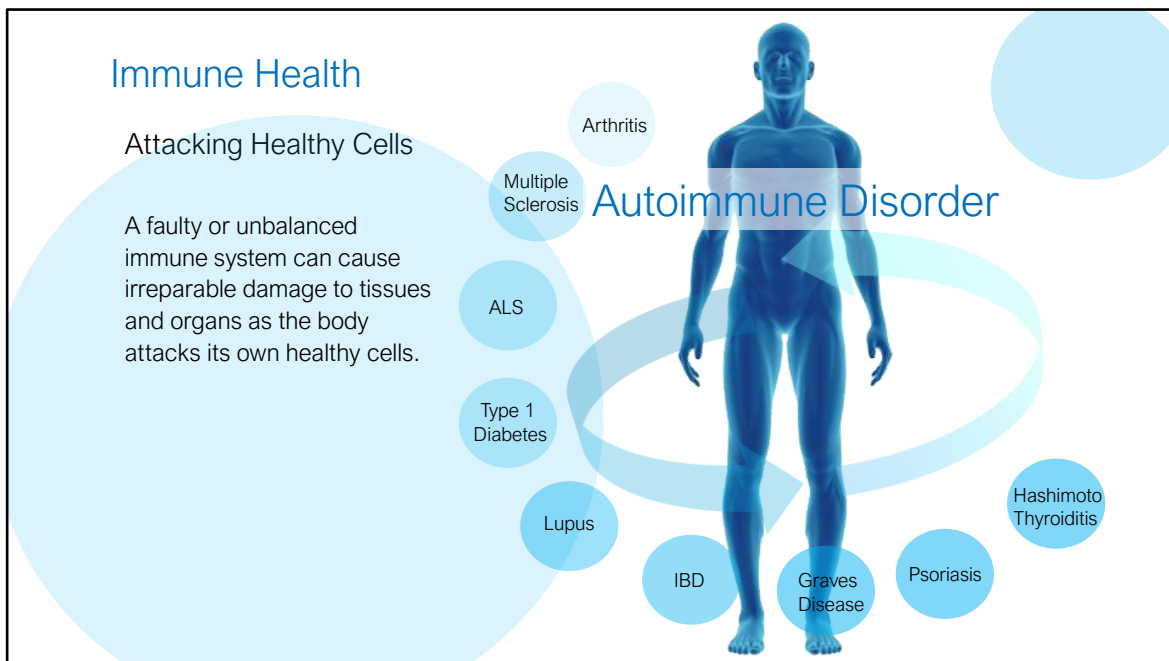 Immune Health
Attacking Healthy Cells
A faulty or unbalanced
immune system can cause
irreparable damage to tissues
and organs as the body
attacks its own healthy cells.
Arthritis
Multiple
Sclerosis
Autoimmune Disorder
ALS
Type 1
Diabetes
Lupus
IBD
Graves
Disease
Psoriasis
Hashimoto
Thyroiditis